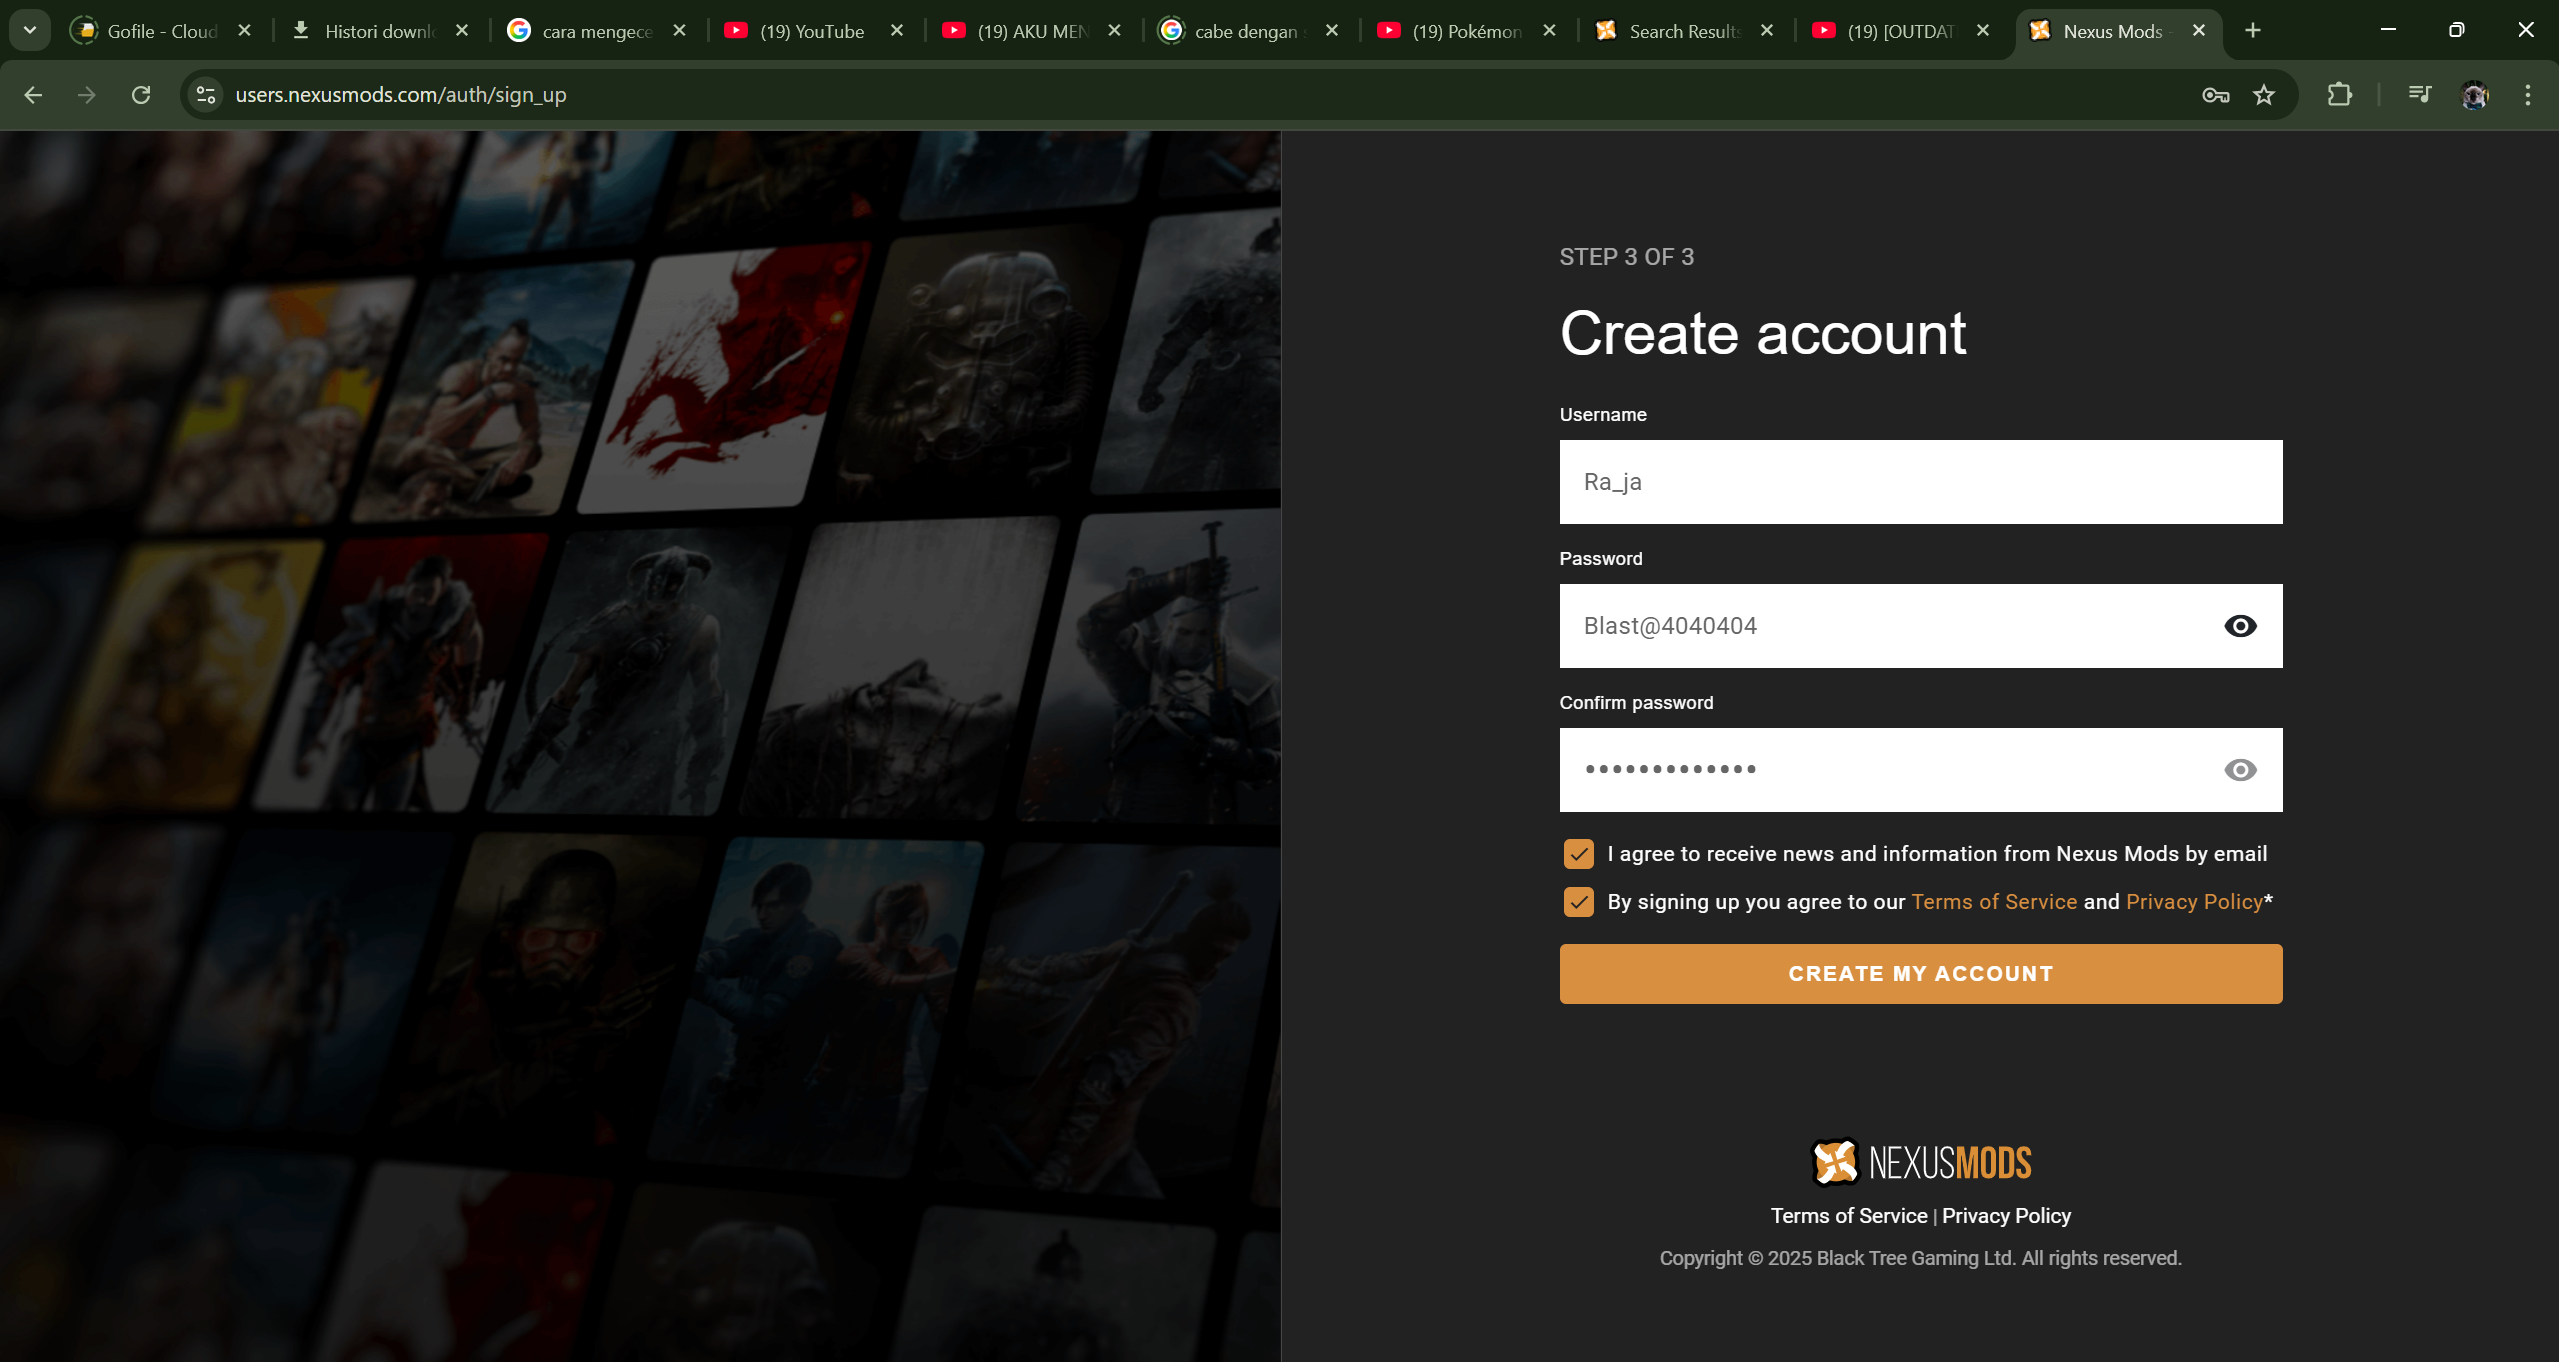 Gofile - Cloud
Histori downl
cara mengece
(19) YouTube
(19) AKU MEN
cabe dengan
(19) Pokémon
Search Results
(19) [OUTDAT
Nexus Mods -
users.nexusmods.com/auth/sign_up
STEP 3 OF 3
Create account
Username
Ra_ja
Password
Blast@4040404
Confirm password
•••••••••••••
I agree to receive news and information from Nexus Mods by email
By signing up you agree to our Terms of Service and Privacy Policy*
CREATE MY ACCOUNT
NEXUSMODS
Terms of Service | Privacy Policy
Copyright © 2025 Black Tree Gaming Ltd. All rights reserved.